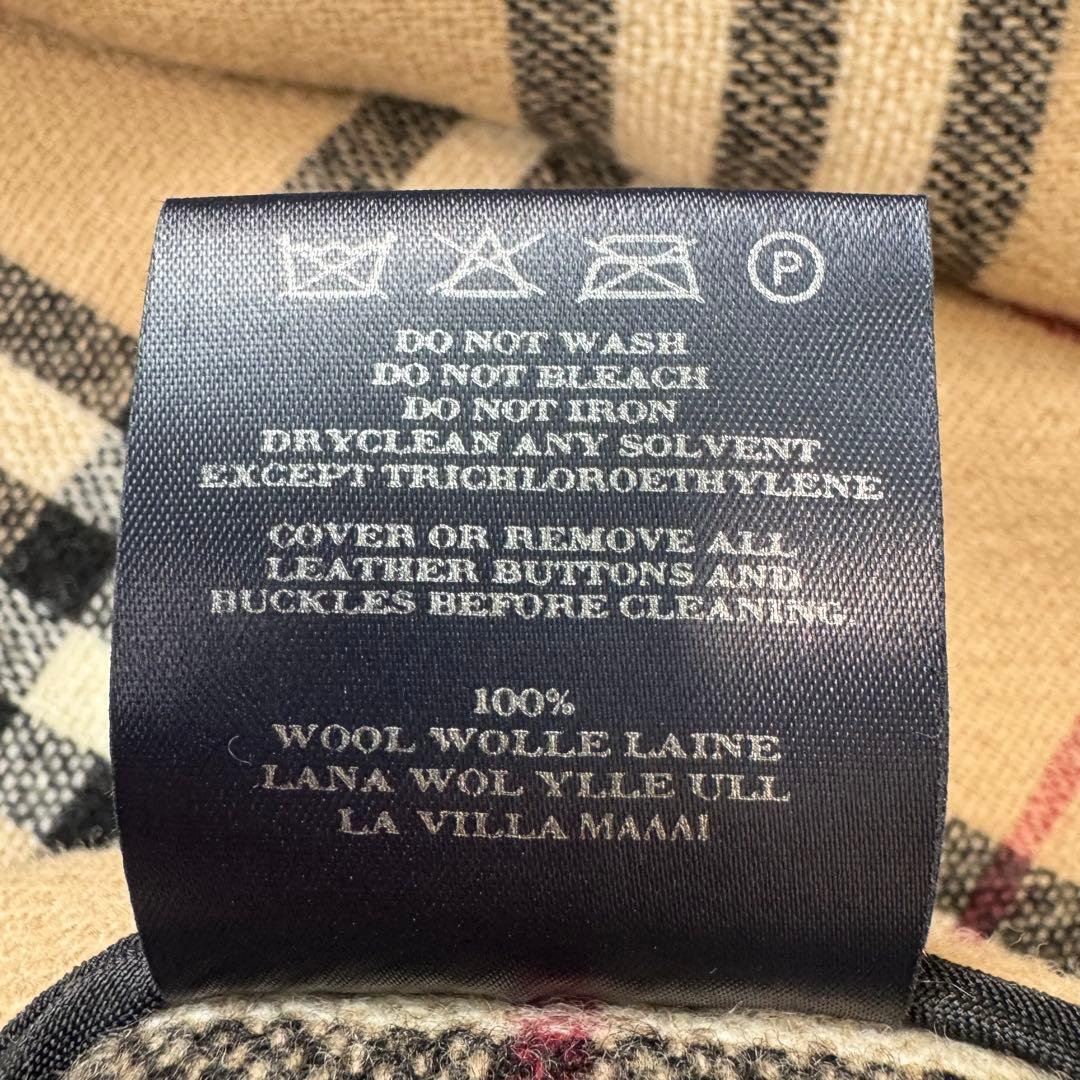 P
DO NOT WASH
DO NOT BLEACH
DO NOT IRON
DRYCLEAN ANY SOLVENT
EXCEPT TRICHLOROETHYLENE
COVER OR REMOVE ALL
LEATHER BUTTONS AND
BUCKLES BEFORE CLEANING
100%
WOOL WOLLE LAINE
LANA WOL YLLE ULL
LA VILLA ΜΑΛΛΙ